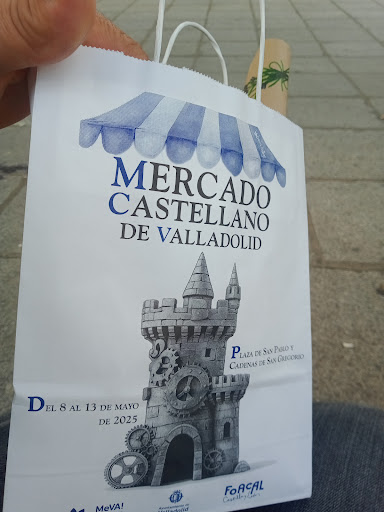 MERCADO
CASTELLANO
DE VALLADOLID
PLAZA DE SAN PABLO Y
CADENAS DE SAN GREGORIO
DEL 8 AL 13 DE MAYO
DE 2025
MeVA!
Valladolid
FOACAL